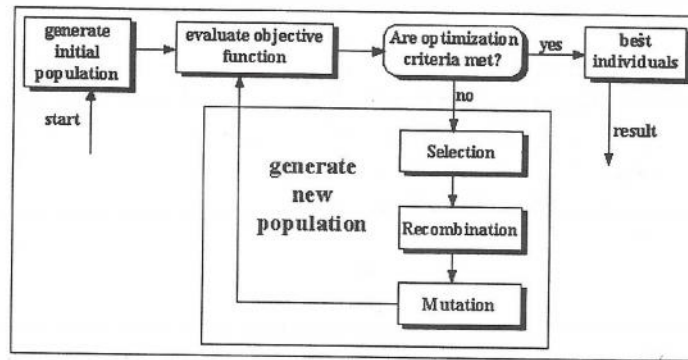 generate
initial
population
evaluate objective
function
Are optimization
criteria met?
yes
best
individuals
start
no
result
generate
new
population
Selection
Recombination
Mutation